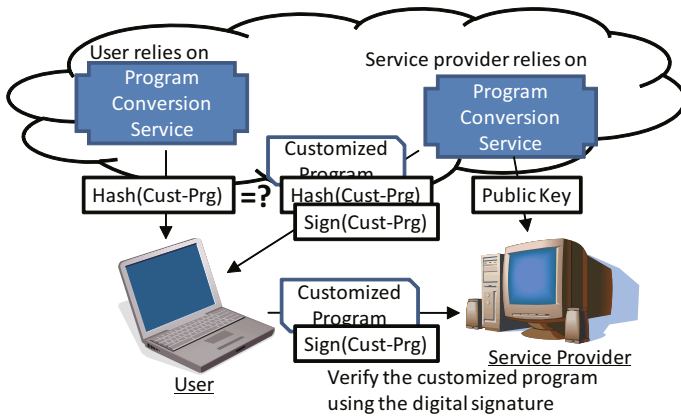 User relies on
Program
Conversion
Service
Service provider relies on
Program
Conversion
Service
Customized
Program
Hash(Cust-Prg)
=?
Hash(Cust-Prg)
Sign(Cust-Prg)
Public Key
Customized
Program
Sign(Cust-Prg)
User
Service Provider
Verify the customized program
using the digital signature